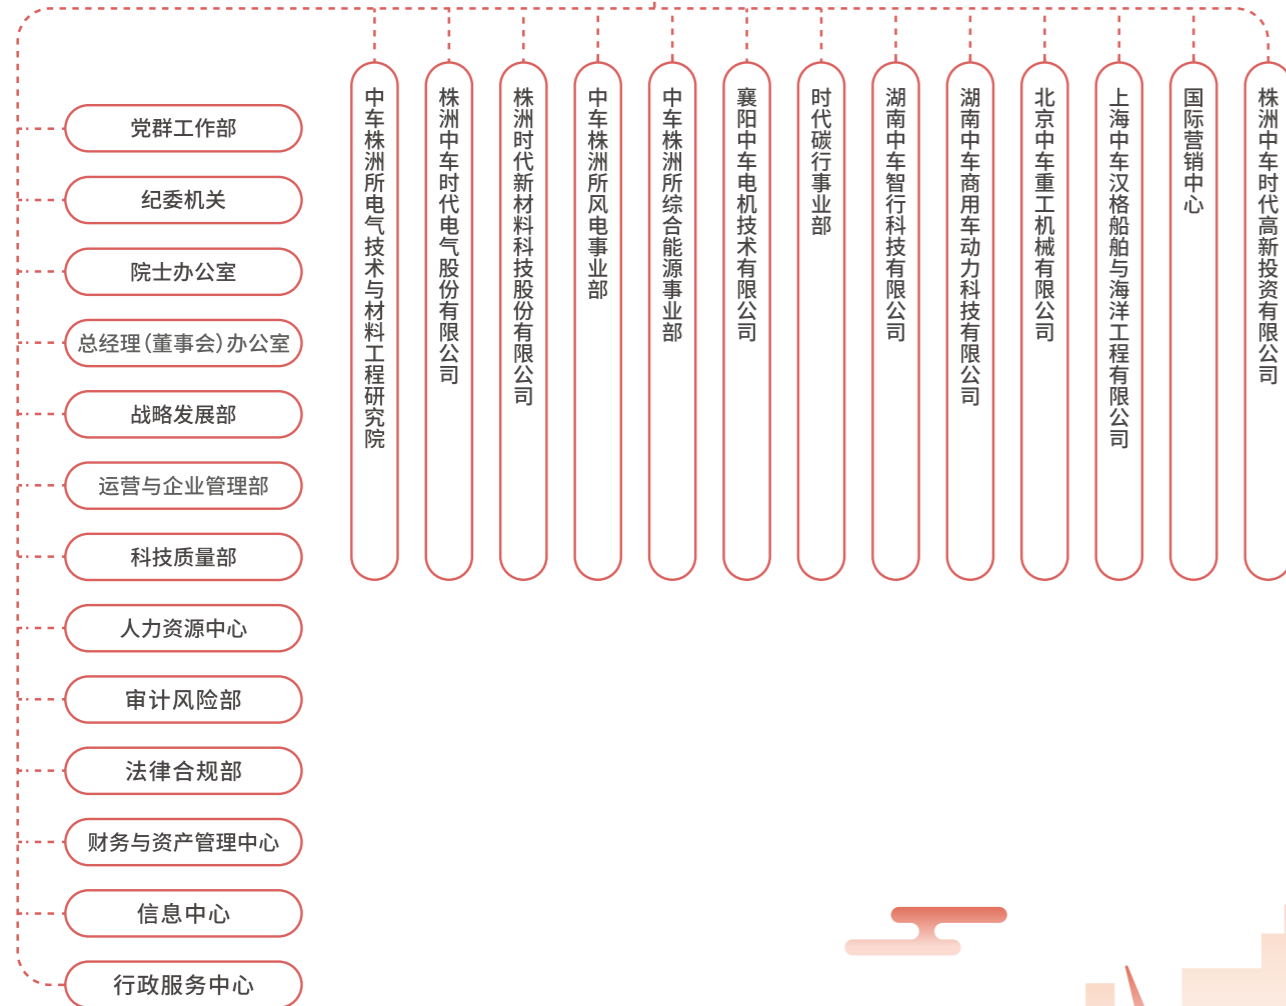 党群工作部
纪委机关
院士办公室
总经理(董事会)办公室
战略发展部
运营与企业管理部
科技质量部
人力资源中心
审计风险部
法律合规部
财务与资产管理中心
信息中心
行政服务中心
中车株洲所电气技术与材料工程研究院
株洲中车时代电气股份有限公司
株洲时代新材料科技股份有限公司
中车株洲所风电事业部
中车株洲所综合能源事业部
襄阳中车电机技术有限公司
时代碳行事业部
湖南中车智行科技有限公司
湖南中车商用车动力科技有限公司
北京中车重工机械有限公司
上海中车汉格船舶与海洋工程有限公司
国际营销中心
株洲中车时代高新投资有限公司